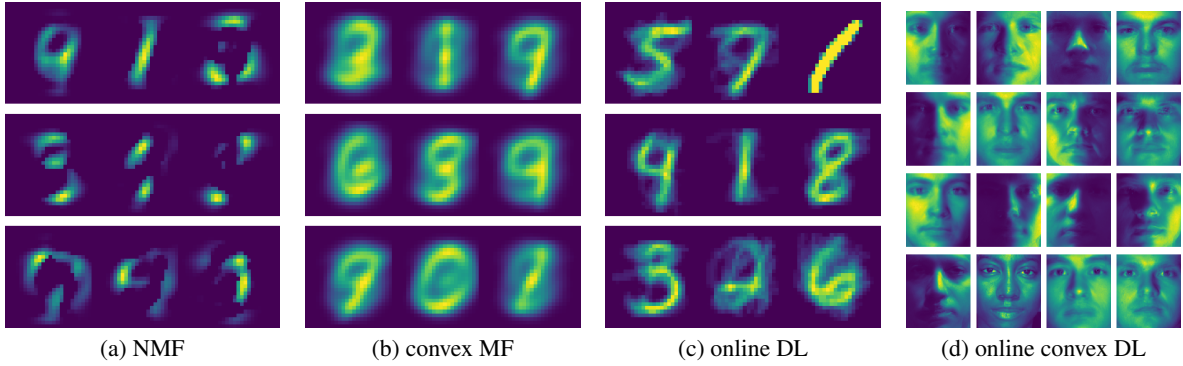 (a) NMF
(b) convex MF
(c) online DL
(d) online convex DL